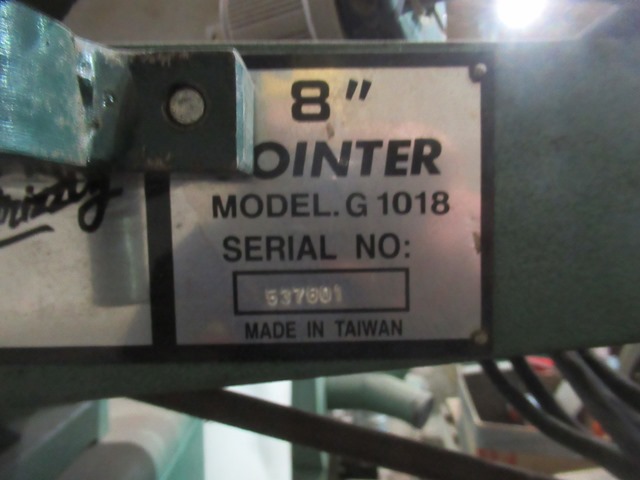 8"
OINTER
MODEL.G 1018
SERIAL NO:
537801
MADE IN TAIWAN